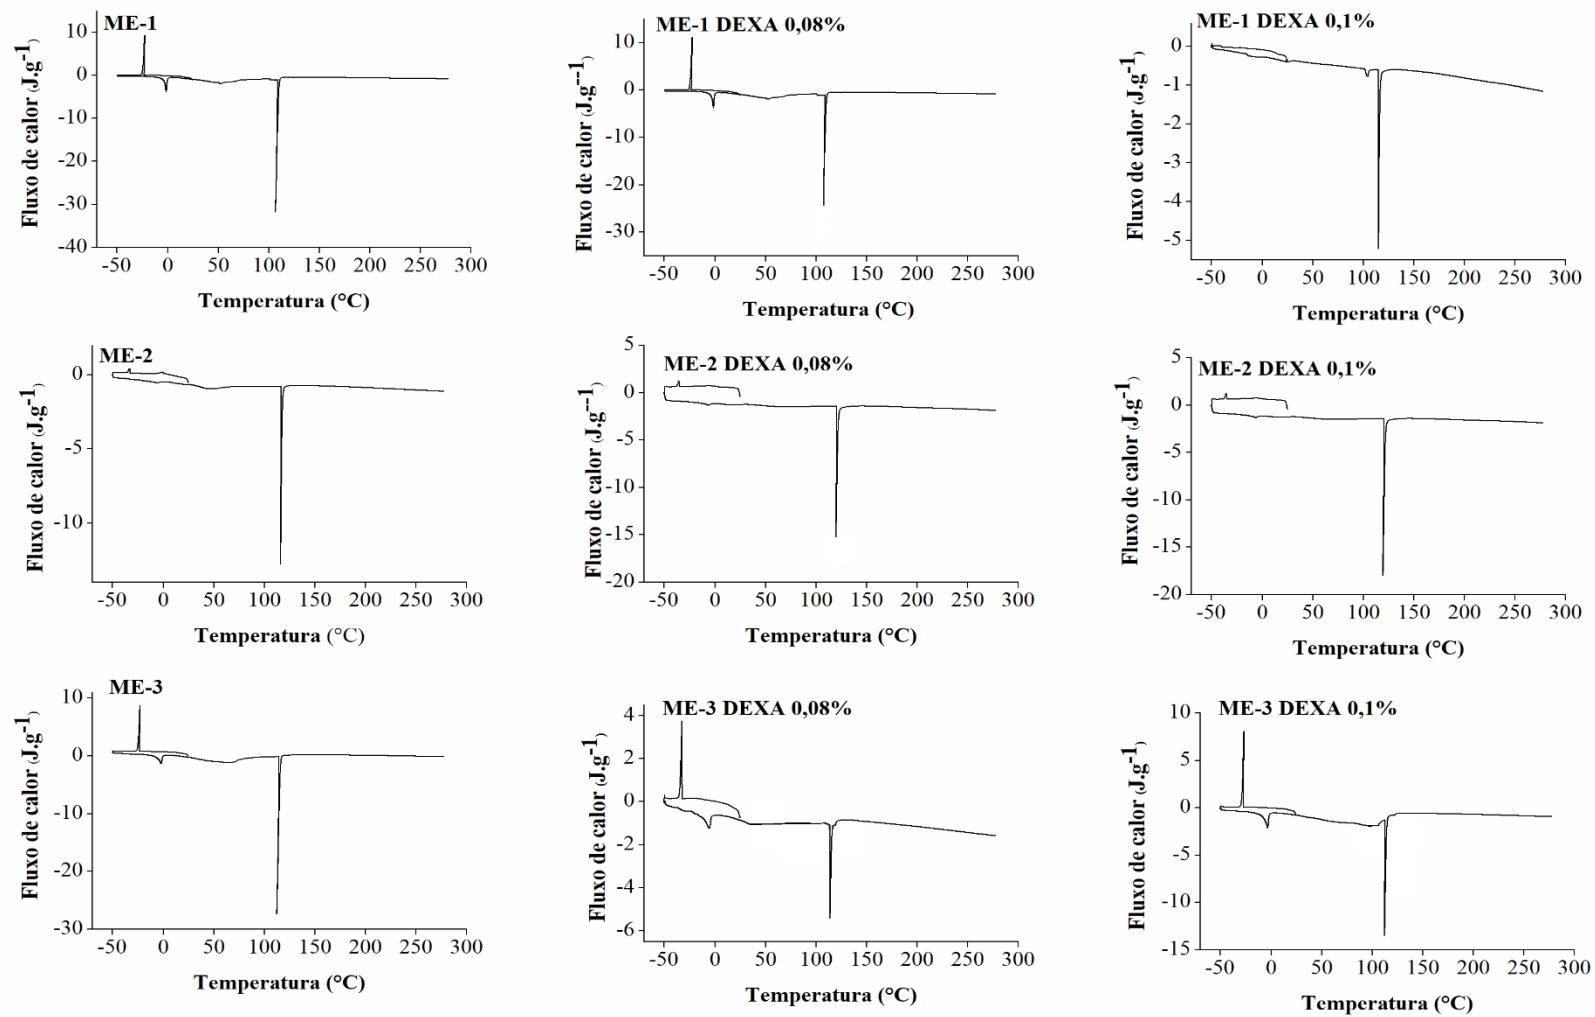 ME-1
Fluxo de calor (J.g-1)
10
0
-10
-20
-30
-40
-50 0 50 100 150 200 250 300
Temperatura (°C)
ME-1 DEXA 0,08%
Fluxo de calor (J.g--1)
10
0
-10
-20
-30
-50 0 50 100 150 200 250 300
Temperatura (°C)
ME-1 DEXA 0,1%
Fluxo de calor (J.g-1)
0
-1
-2
-3
-4
-5
-50 0 50 100 150 200 250 300
Temperatura (°C)
ME-2
Fluxo de calor (J.g-1)
0
-5
-10
-50 0 50 100 150 200 250 300
Temperatura (°C)
ME-2 DEXA 0,08%
Fluxo de calor (J.g--1)
5
0
-5
-10
-15
-20
-50 0 50 100 150 200 250 300
Temperatura (°C)
ME-2 DEXA 0,1%
Fluxo de calor (J.g-1)
5
0
-5
-10
-15
-20
-50 0 50 100 150 200 250 300
Temperatura (°C)
ME-3
Fluxo de calor (J.g-1)
10
0
-10
-20
-30
-50 0 50 100 150 200 250 300
Temperatura (°C)
ME-3 DEXA 0,08%
Fluxo de calor (J.g-1)
4
2
0
-2
-4
-6
-50 0 50 100 150 200 250 300
Temperatura (°C)
ME-3 DEXA 0,1%
Fluxo de calor (J.g-1)
10
5
0
-5
-10
-15
-50 0 50 100 150 200 250 300
Temperatura (°C)